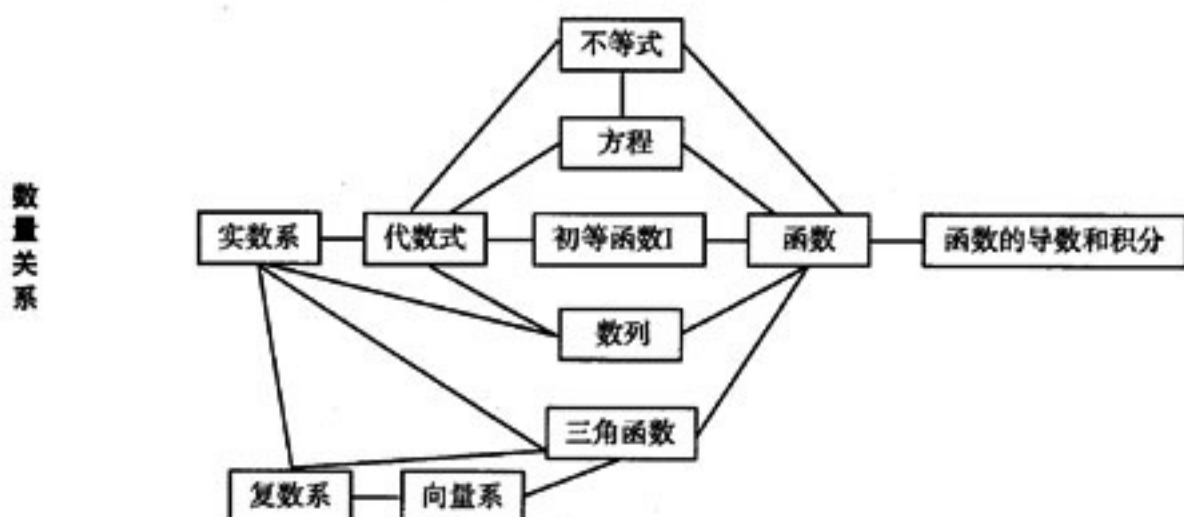 不等式
方程
数量关系
实数系
代数式
初等函数I
函数
函数的导数和积分
数列
三角函数
复数系
向量系